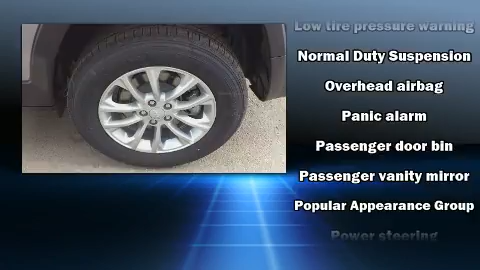 Low tire pressure warning
Normal Duty Suspension
Overhead airbag
Panic alarm
Passenger door bin
Passenger vanity mirror
Popular Appearance Group
Power steering